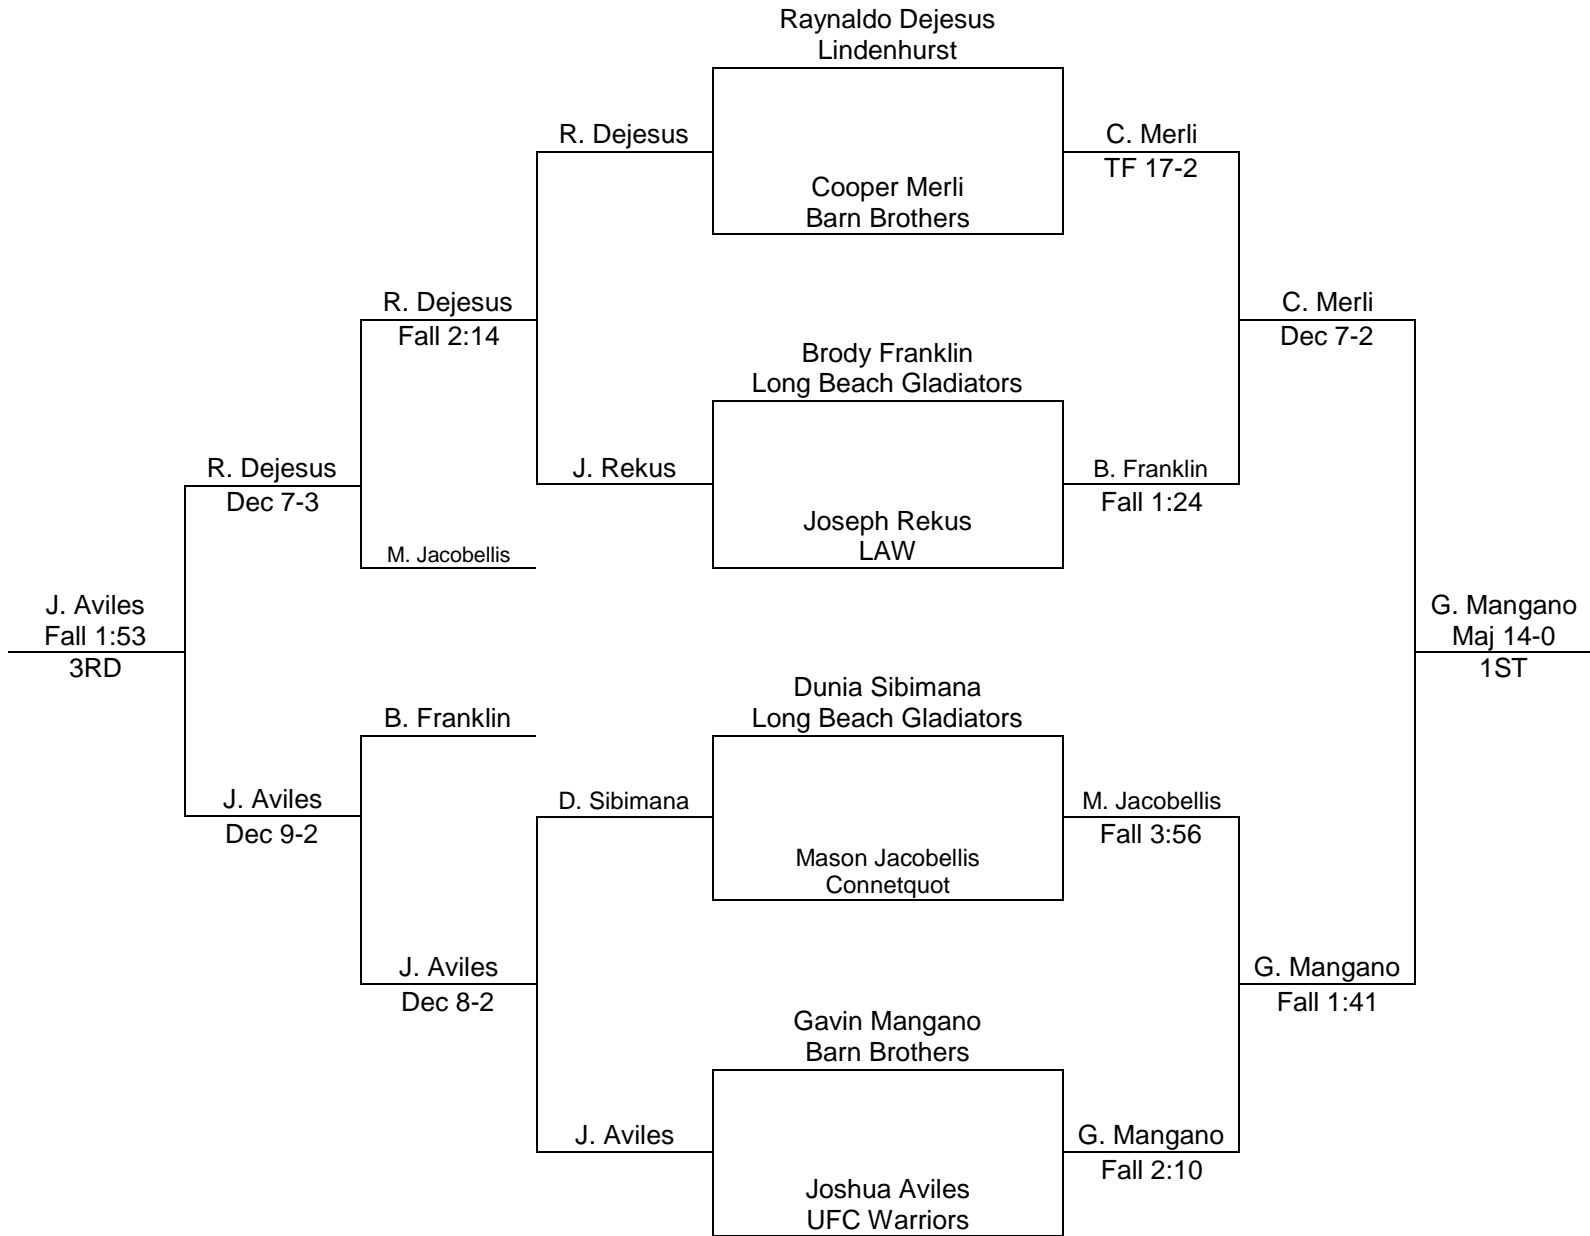 Raynaldo Dejesus
Lindenhurst
R. Dejesus
C. Merli
TF 17-2
Cooper Merli
Barn Brothers
R. Dejesus
Fall 2:14
C. Merli
Dec 7-2
Brody Franklin
Long Beach Gladiators
R. Dejesus
Dec 7-3
J. Rekus
B. Franklin
Fall 1:24
Joseph Rekus
LAW
M. Jacobellis
J. Aviles
Fall 1:53
3RD
G. Mangano
Maj 14-0
1ST
Dunia Sibimana
Long Beach Gladiators
B. Franklin
J. Aviles
Dec 9-2
D. Sibimana
M. Jacobellis
Fall 3:56
Mason Jacobellis
Connetquot
J. Aviles
Dec 8-2
G. Mangano
Fall 1:41
Gavin Mangano
Barn Brothers
J. Aviles
G. Mangano
Fall 2:10
Joshua Aviles
UFC Warriors